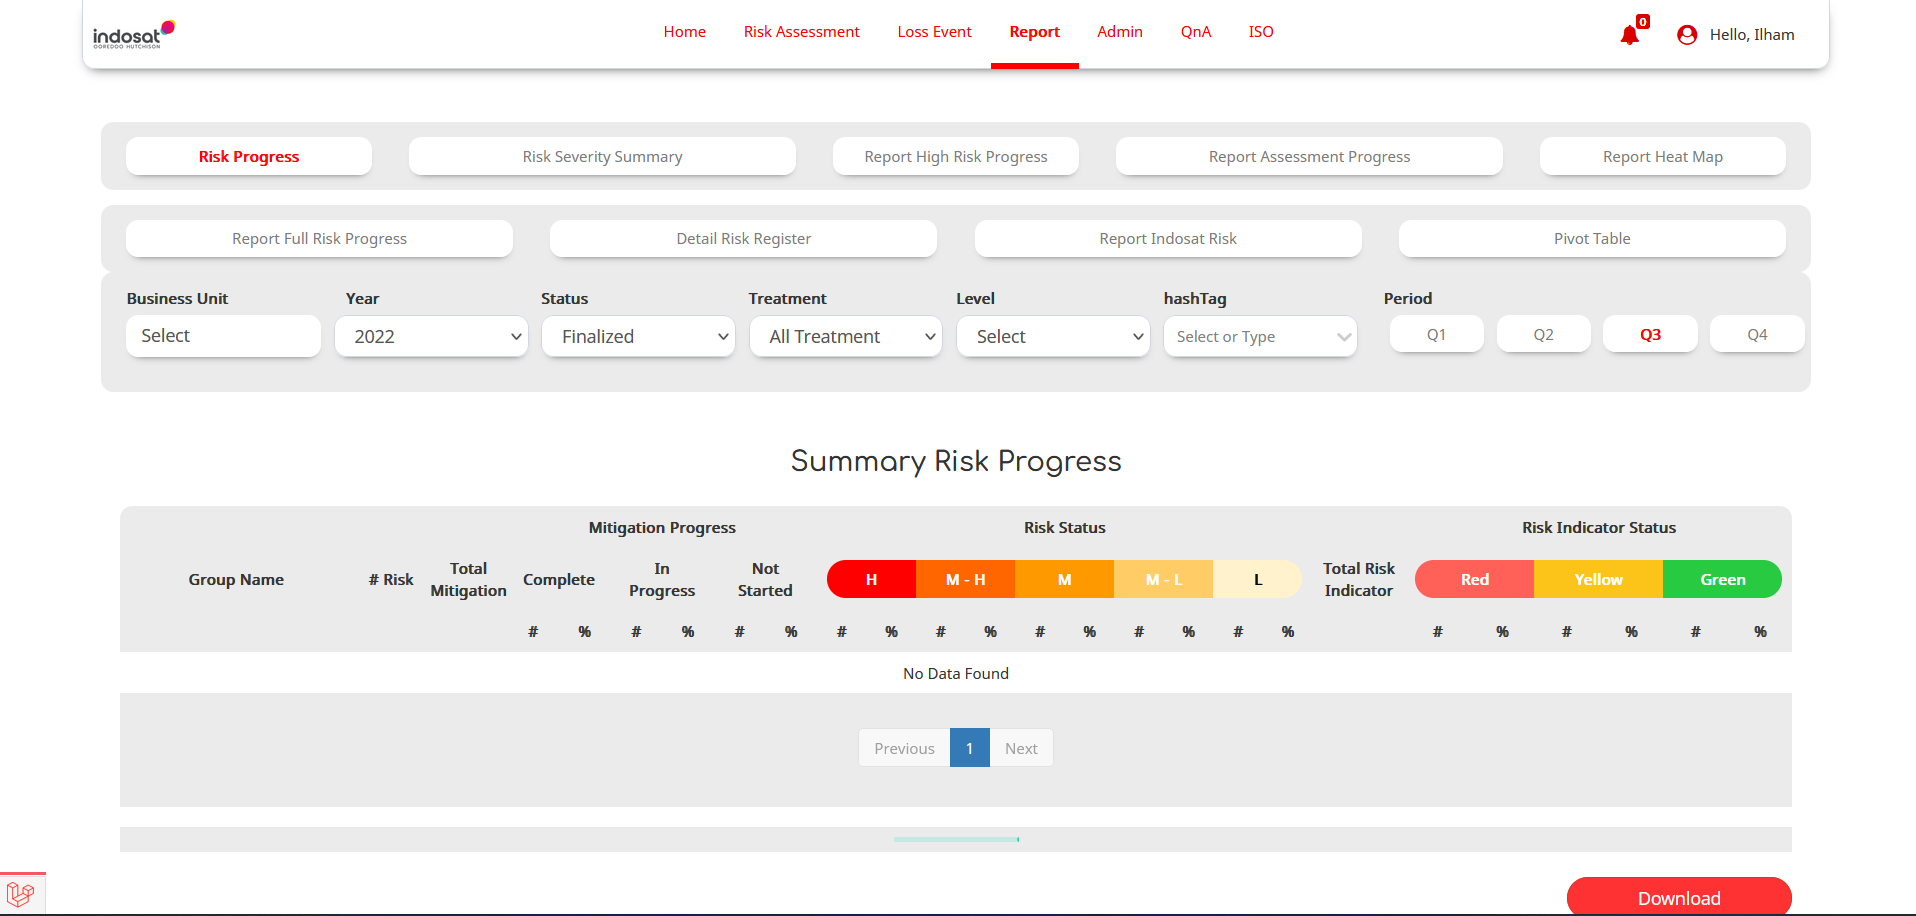 indosat
OOREDOO HUTCHISON
Home Risk Assessment Loss Event Report Admin QnA ISO
0
Hello, Ilham
Risk Progress Risk Severity Summary Report High Risk Progress Report Assessment Progress Report Heat Map
Report Full Risk Progress Detail Risk Register Report Indosat Risk Pivot Table
Business Unit Year Status Treatment Level hashTag Period
Select 2022 Finalized All Treatment Select Select or Type Q1 Q2 Q3 Q4
Summary Risk Progress
Mitigation Progress Risk Status Risk Indicator Status
Group Name # Risk Total Mitigation Complete In Progress Not Started H M - H M M - L L Total Risk Indicator Red Yellow Green
# % # % # % # % # % # % # % # % # % # % # %
No Data Found
Previous 1 Next
Download